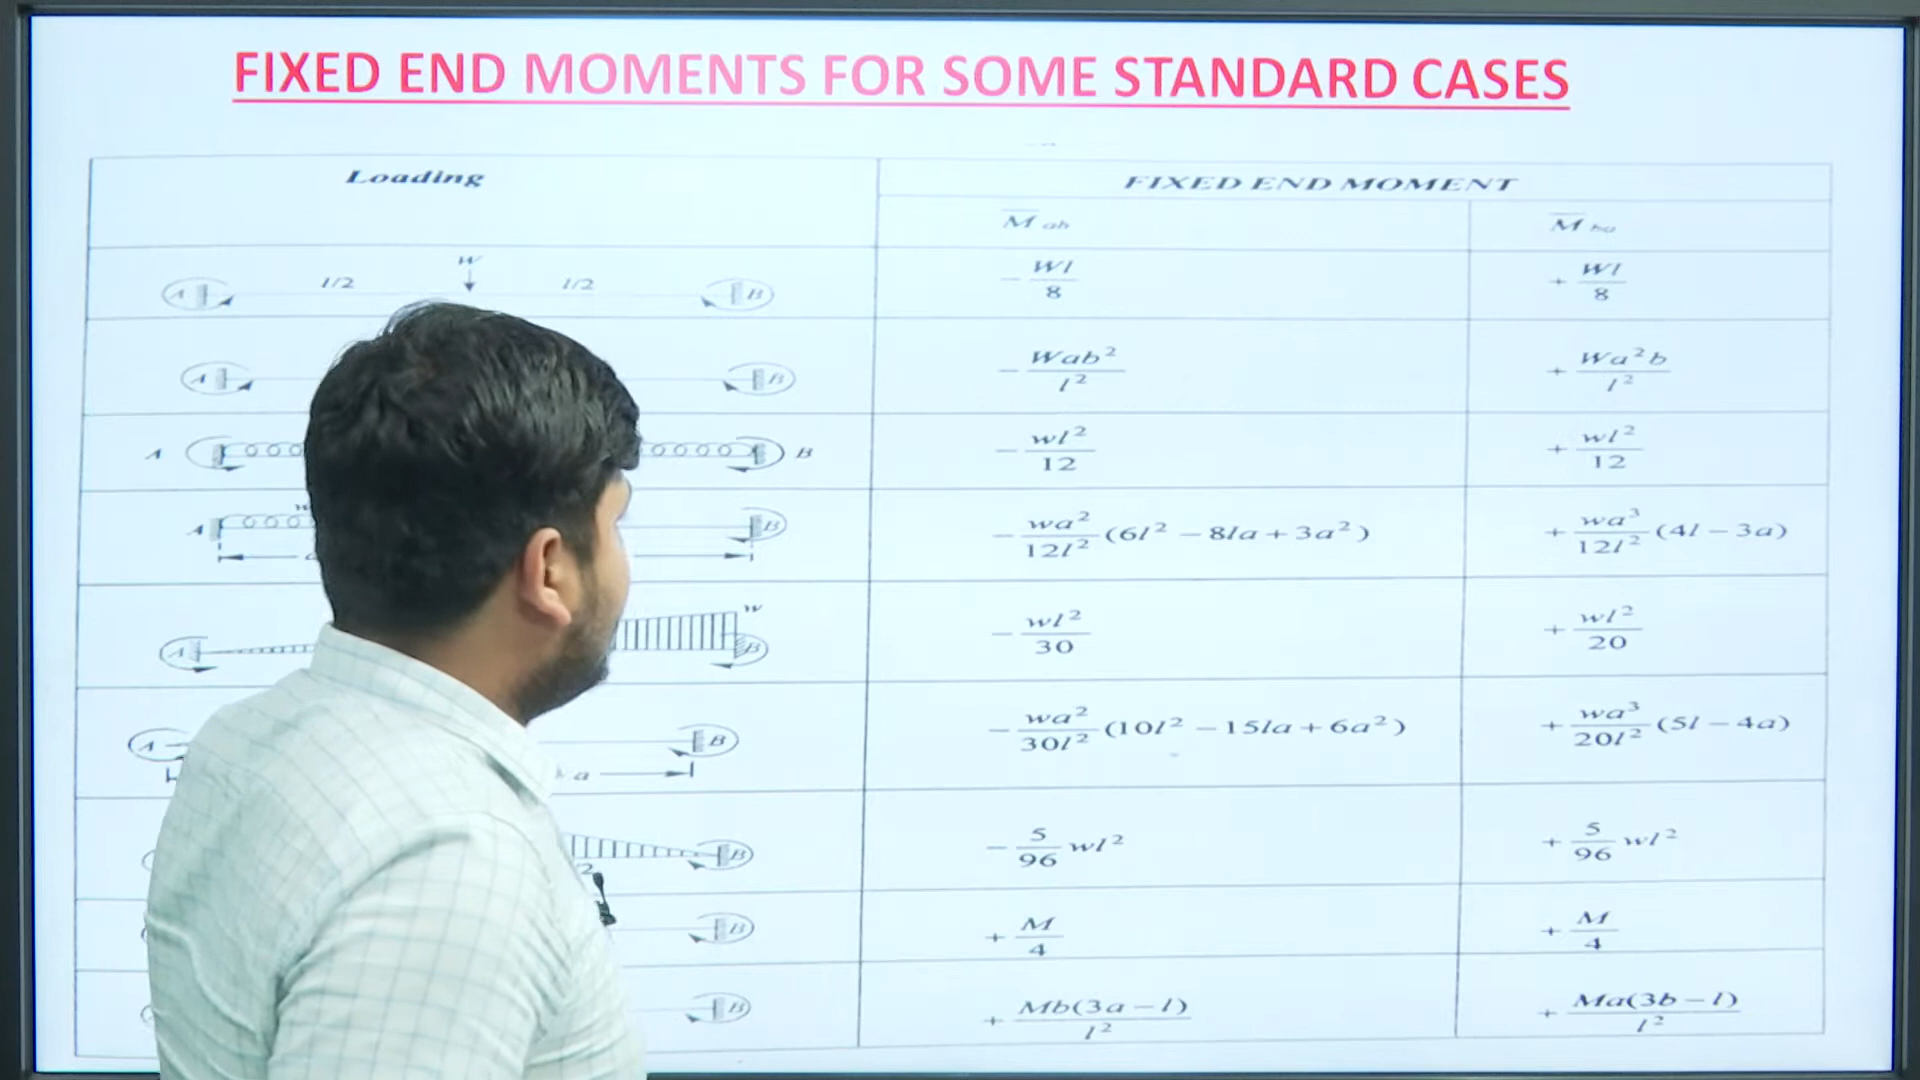 FIXED END MOMENTS FOR SOME STANDARD CASES
Loading
FIXED END MOMENT
M ab
M ba
A l/2 W l/2 B
− Wl/8
+ Wl/8
A B
− Wab²/l²
+ Wa²b/l²
A B
− wl²/12
+ wl²/12
A w B
− wa²/12l² (6l² − 8la + 3a²)
+ wa³/12l² (4l − 3a)
A w B
− wl²/30
+ wl²/20
A B
a
− wa²/30l² (10l² − 15la + 6a²)
+ wa³/20l² (5l − 4a)
B
− 5/96 wl²
+ 5/96 wl²
B
+ M/4
+ M/4
B
+ Mb(3a − l)/l²
+ Ma(3b − l)/l²